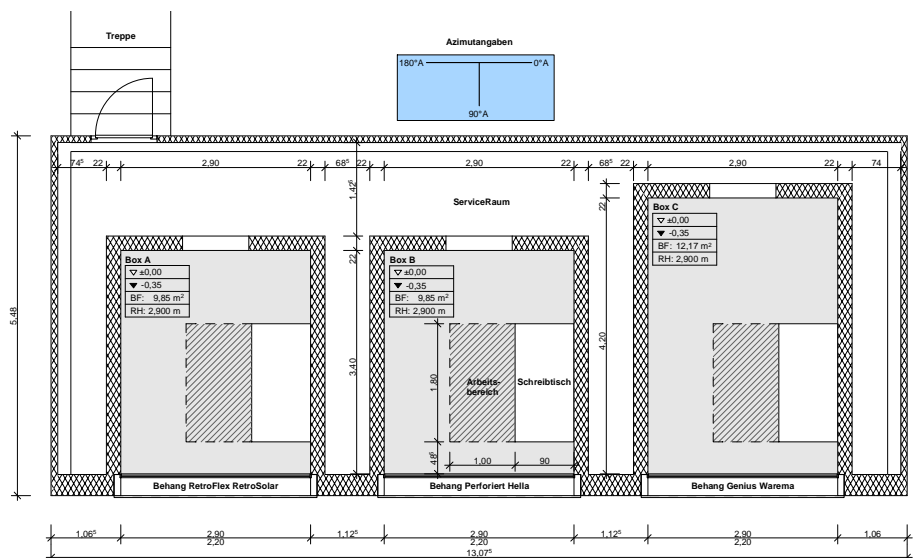 Treppe
Azimutangaben
180°A 0°A
90°A
74⁵ 22 2,90 22 68⁵ 22 2,90 22 68⁵ 22 2,90 22 74
1,42⁶
ServiceRaum
22
Box C
±0,00
-0,35
BF: 12,17 m²
RH: 2,900 m
22
Box A
±0,00
-0,35
BF: 9,85 m²
RH: 2,900 m
22
Box B
±0,00
-0,35
BF: 9,85 m²
RH: 2,900 m
5,48
3,40
4,20
1,80
Arbeits-
bereich
Schreibtisch
48⁵
1,00 90
Behang RetroFlex RetroSolar
Behang Perforiert Hella
Behang Genius Warema
1,06⁵ 2,90 1,12⁵ 2,90 1,12⁵ 2,90 1,06
2,20 2,20 2,20
13,07⁵